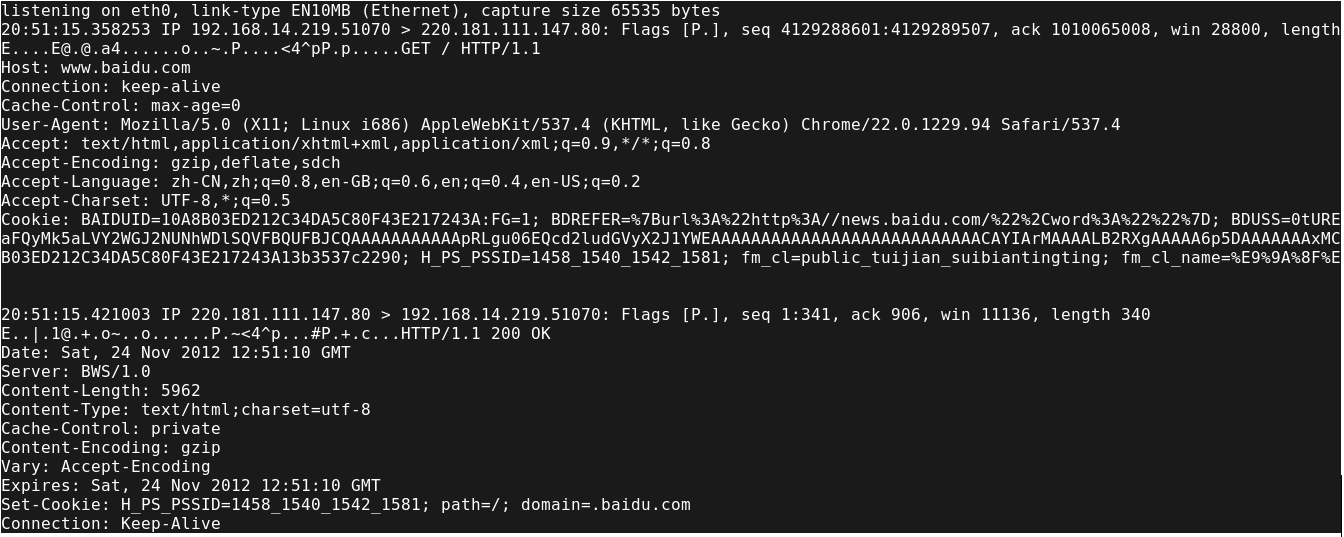 listening on eth0, link-type EN10MB (Ethernet), capture size 65535 bytes
20:51:15.358253 IP 192.168.14.219.51070 > 220.181.111.147.80: Flags [P.], seq 4129288601:4129289507, ack 1010065008, win 28800, length
E....E@.@.a4......o..~.P....<4^pP.p.....GET / HTTP/1.1
Host: www.baidu.com
Connection: keep-alive
Cache-Control: max-age=0
User-Agent: Mozilla/5.0 (X11; Linux i686) AppleWebKit/537.4 (KHTML, like Gecko) Chrome/22.0.1229.94 Safari/537.4
Accept: text/html,application/xhtml+xml,application/xml;q=0.9,*/*;q=0.8
Accept-Encoding: gzip,deflate,sdch
Accept-Language: zh-CN,zh;q=0.8,en-GB;q=0.6,en;q=0.4,en-US;q=0.2
Accept-Charset: UTF-8,*;q=0.5
Cookie: BAIDUID=10A8B03ED212C34DA5C80F43E217243A:FG=1; BDREFER=%7Burl%3A%22http%3A//news.baidu.com/%22%2Cword%3A%22%22%7D; BDUSS=0tURE
aFQyMk5aLVY2WGJ2NUNhWDlSQVFBQUFBJCQAAAAAAAAAAApRLgu06EQcd2ludGVyX2J1YWEAAAAAAAAAAAAAAAAAAAAAAAAAAACAYIArMAAAALB2RXgAAAAA6p5DAAAAAAAxMC
B03ED212C34DA5C80F43E217243A13b3537c2290; H_PS_PSSID=1458_1540_1542_1581; fm_cl=public_tuijian_suibiantingting; fm_cl_name=%E9%9A%8F%E
20:51:15.421003 IP 220.181.111.147.80 > 192.168.14.219.51070: Flags [P.], seq 1:341, ack 906, win 11136, length 340
E..|.1@.+.o~..o......P.~<4^p...#P.+.c...HTTP/1.1 200 OK
Date: Sat, 24 Nov 2012 12:51:10 GMT
Server: BWS/1.0
Content-Length: 5962
Content-Type: text/html;charset=utf-8
Cache-Control: private
Content-Encoding: gzip
Vary: Accept-Encoding
Expires: Sat, 24 Nov 2012 12:51:10 GMT
Set-Cookie: H_PS_PSSID=1458_1540_1542_1581; path=/; domain=.baidu.com
Connection: Keep-Alive